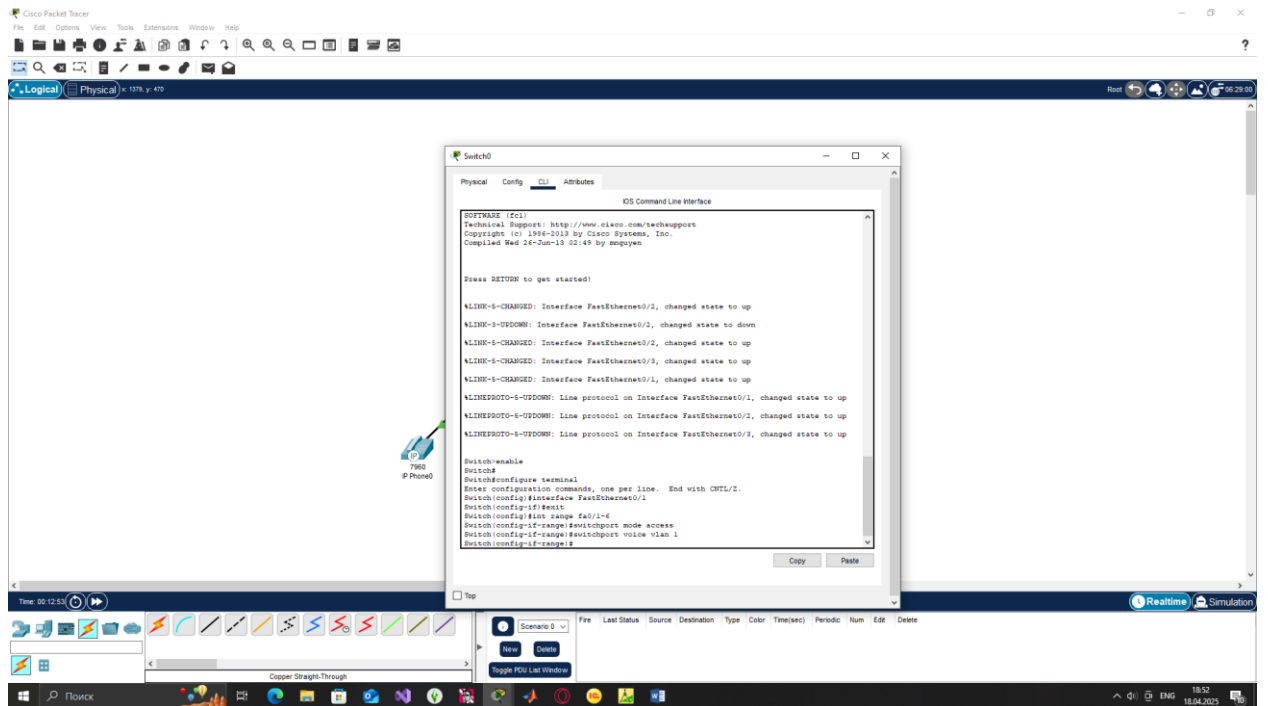 Cisco Packet Tracer
File Edit Options View Tools Extensions Window Help
?
Logical Physical x: 1379, y: 470
Root 06:29:00
Switch0
Physical Config CLI Attributes
IOS Command Line Interface
SOFTWARE (fc1)
Technical Support: http://www.cisco.com/techsupport
Copyright (c) 1986-2013 by Cisco Systems, Inc.
Compiled Wed 26-Jun-13 02:49 by mnguyen
Press RETURN to get started!
%LINK-5-CHANGED: Interface FastEthernet0/2, changed state to up
%LINK-3-UPDOWN: Interface FastEthernet0/2, changed state to down
%LINK-5-CHANGED: Interface FastEthernet0/2, changed state to up
%LINK-5-CHANGED: Interface FastEthernet0/3, changed state to up
%LINK-5-CHANGED: Interface FastEthernet0/1, changed state to up
%LINEPROTO-5-UPDOWN: Line protocol on Interface FastEthernet0/1, changed state to up
%LINEPROTO-5-UPDOWN: Line protocol on Interface FastEthernet0/2, changed state to up
%LINEPROTO-5-UPDOWN: Line protocol on Interface FastEthernet0/3, changed state to up
Switch>enable
Switch#
Switch#configure terminal
Enter configuration commands, one per line. End with CNTL/Z.
Switch(config)#interface FastEthernet0/1
Switch(config-if)#exit
Switch(config)#int range fa0/1-6
Switch(config-if-range)#switchport mode access
Switch(config-if-range)#switchport voice vlan 1
Switch(config-if-range)#
Copy Paste
Top
IP
7960
IP Phone0
Time: 00:12:53
Realtime Simulation
Scenario 0
New Delete
Toggle PDU List Window
Fire Last Status Source Destination Type Color Time(sec) Periodic Num Edit Delete
Copper Straight-Through
Поиск
ENG
18:52
18.04.2025